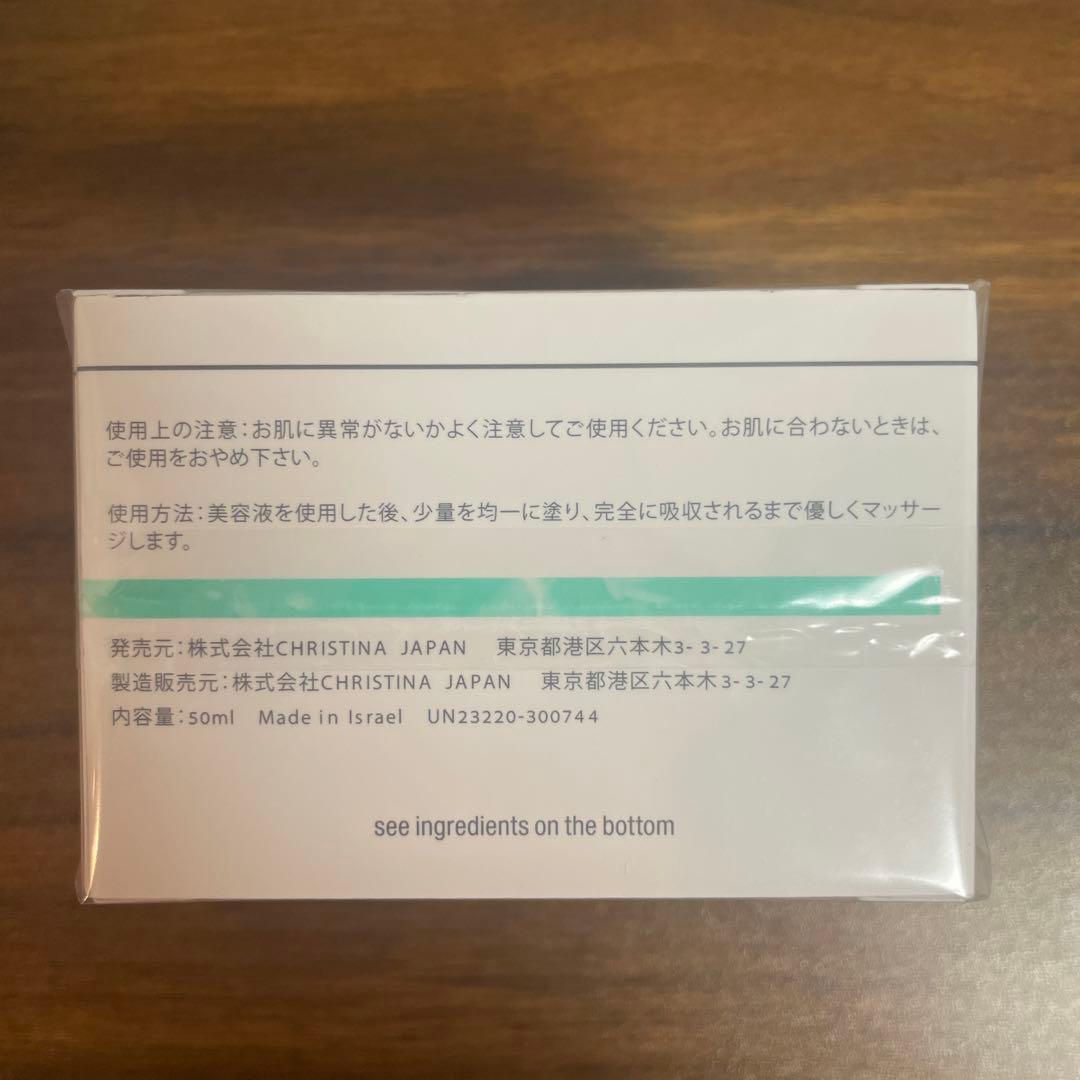 使用上の注意：お肌に異常がないかよく注意してご使用ください。お肌に合わないときは、
ご使用をおやめ下さい。
使用方法：美容液を使用した後、少量を均一に塗り、完全に吸収されるまで優しくマッサー
ジします。
発売元：株式会社CHRISTINA JAPAN 東京都港区六本木3-3-27
製造販売元：株式会社CHRISTINA JAPAN 東京都港区六本木3-3-27
内容量：50ml Made in Israel UN23220-300744
see ingredients on the bottom